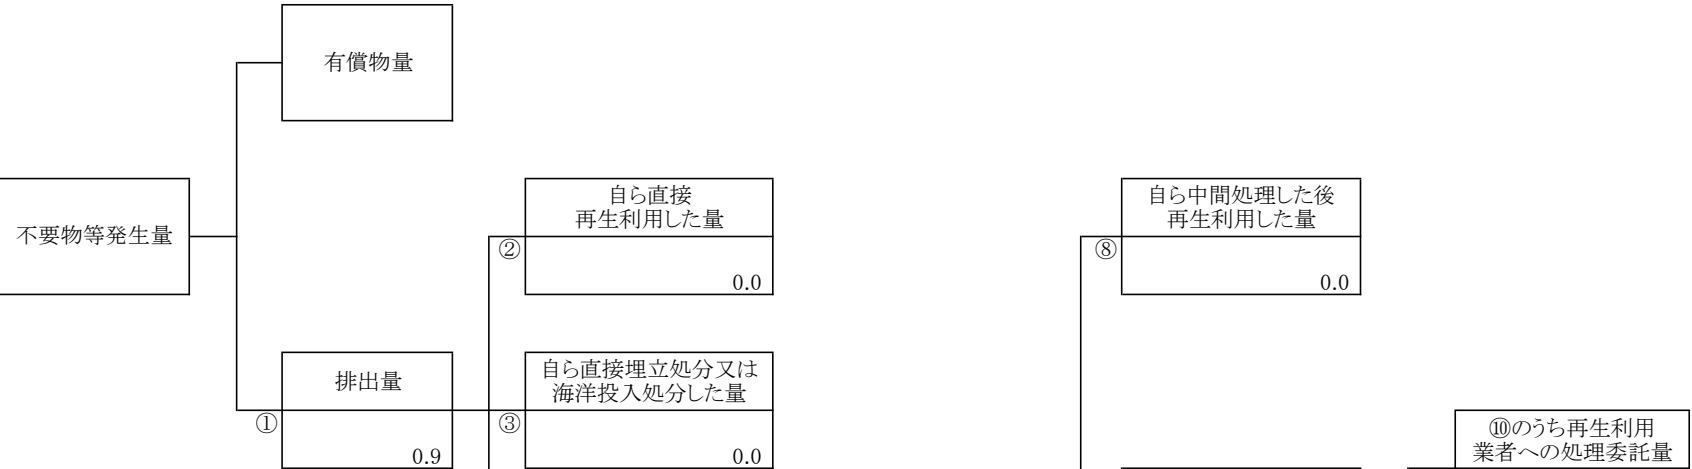 有償物量
不要物等発生量
自ら直接
再生利用した量
②
0.0
自ら中間処理した後
再生利用した量
⑧
0.0
排出量
①
0.9
自ら直接埋立処分又は
海洋投入処分した量
③
0.0
⑩のうち再生利用
業者への処理委託量